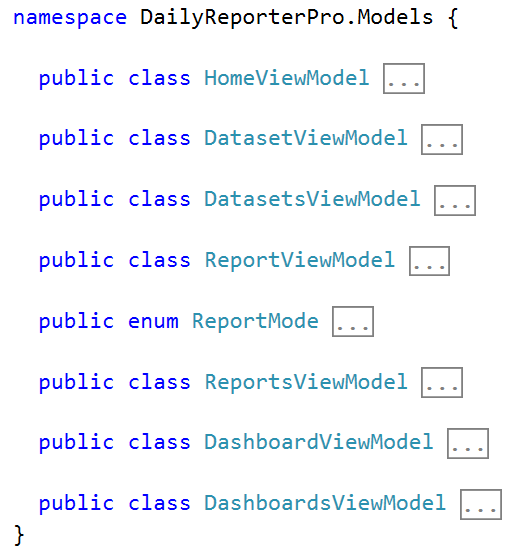 namespace DailyReporterPro.Models {
public class HomeViewModel ...
public class DatasetViewModel ...
public class DatasetsViewModel ...
public class ReportViewModel ...
public enum ReportMode ...
public class ReportsViewModel ...
public class DashboardViewModel ...
public class DashboardsViewModel ...
}